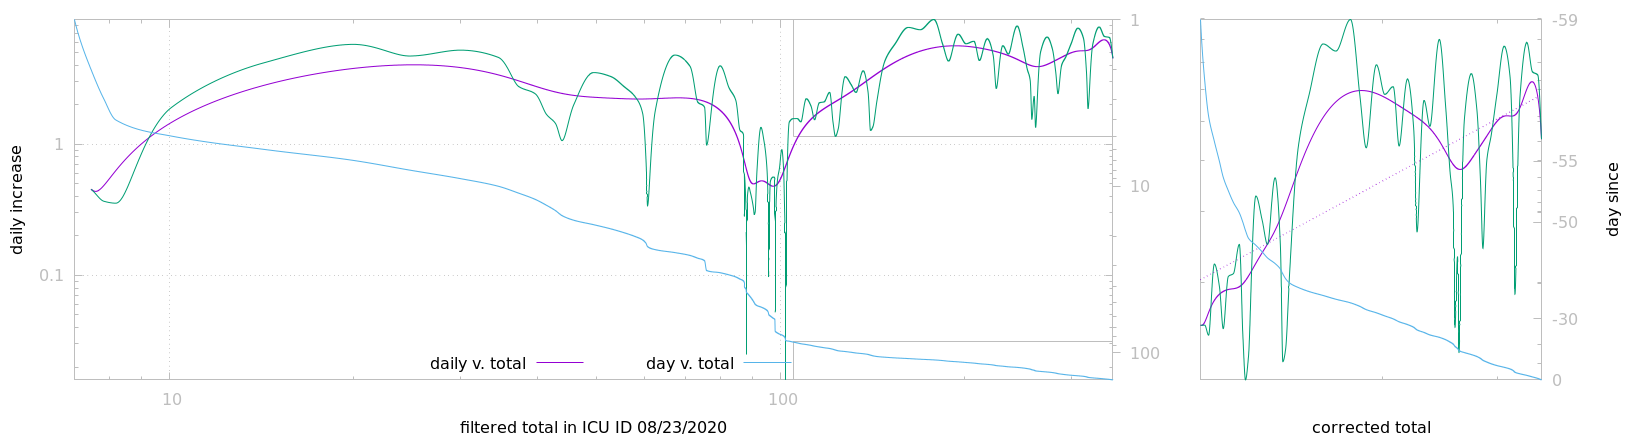 daily increase
1
0.1
10
100
filtered total in ICU ID 08/23/2020
daily v. total
day v. total
1
10
100
-59
-55
-50
-30
0
day since
corrected total